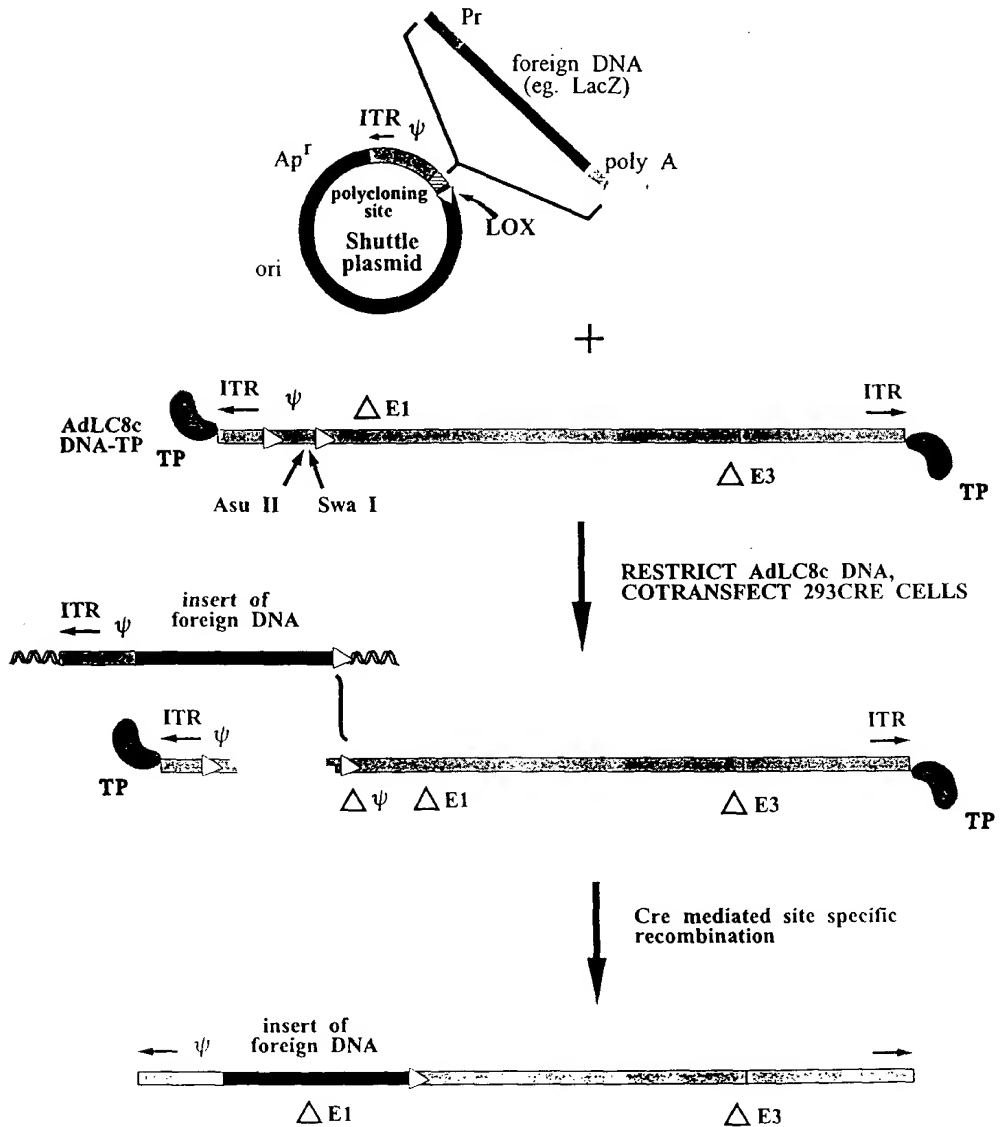 Pr
foreign DNA
(eg. LacZ)
ITR ψ
Ap^r
poly A
polycloning
site
LOX
Shuttle
plasmid
ori
+
ITR
ψ
△ E1
ITR
AdLC8c
DNA-TP
TP
△ E3
TP
Asu II Swa I
RESTRICT AdLC8c DNA,
COTRANSFECT 293CRE CELLS
insert of
foreign DNA
ITR ψ
ITR ψ
ITR
TP
△ ψ △ E1
△ E3
TP
Cre mediated site specific
recombination
insert of
foreign DNA
ψ
△ E1
△ E3